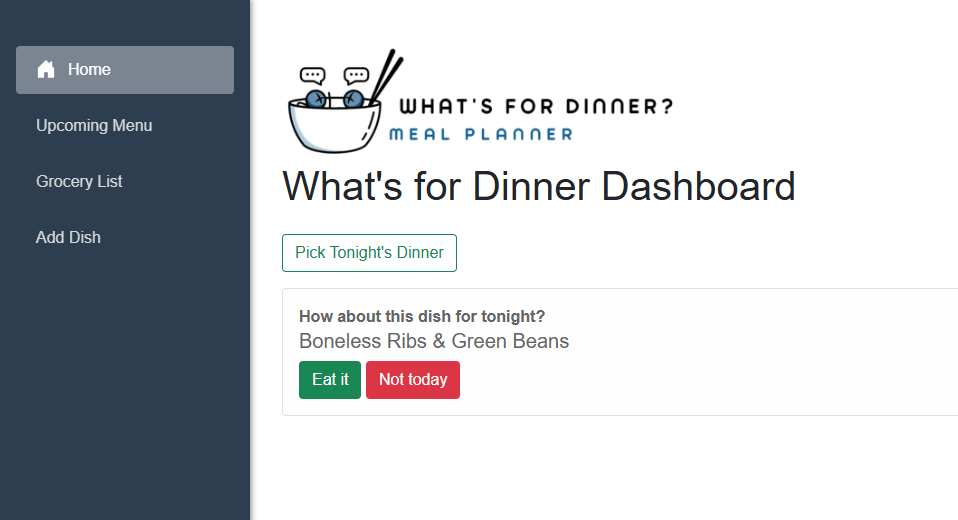 Home
Upcoming Menu
Grocery List
Add Dish
WHAT'S FOR DINNER?
MEAL PLANNER
What's for Dinner Dashboard
Pick Tonight's Dinner
How about this dish for tonight?
Boneless Ribs & Green Beans
Eat it
Not today